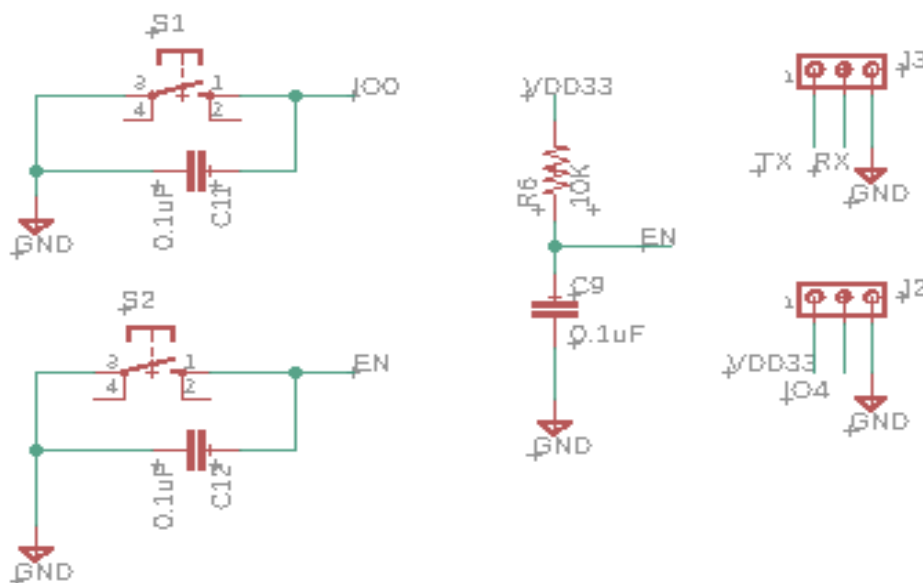 S1
3 1 IO0
4 2
0.1uF C11
GND
S2
3 1 EN
4 2
0.1uF C12
GND
VDD33
R6 10K
EN
C9
0.1uF
GND
J3
1
TX RX
GND
J2
1
VDD33
IO4
GND